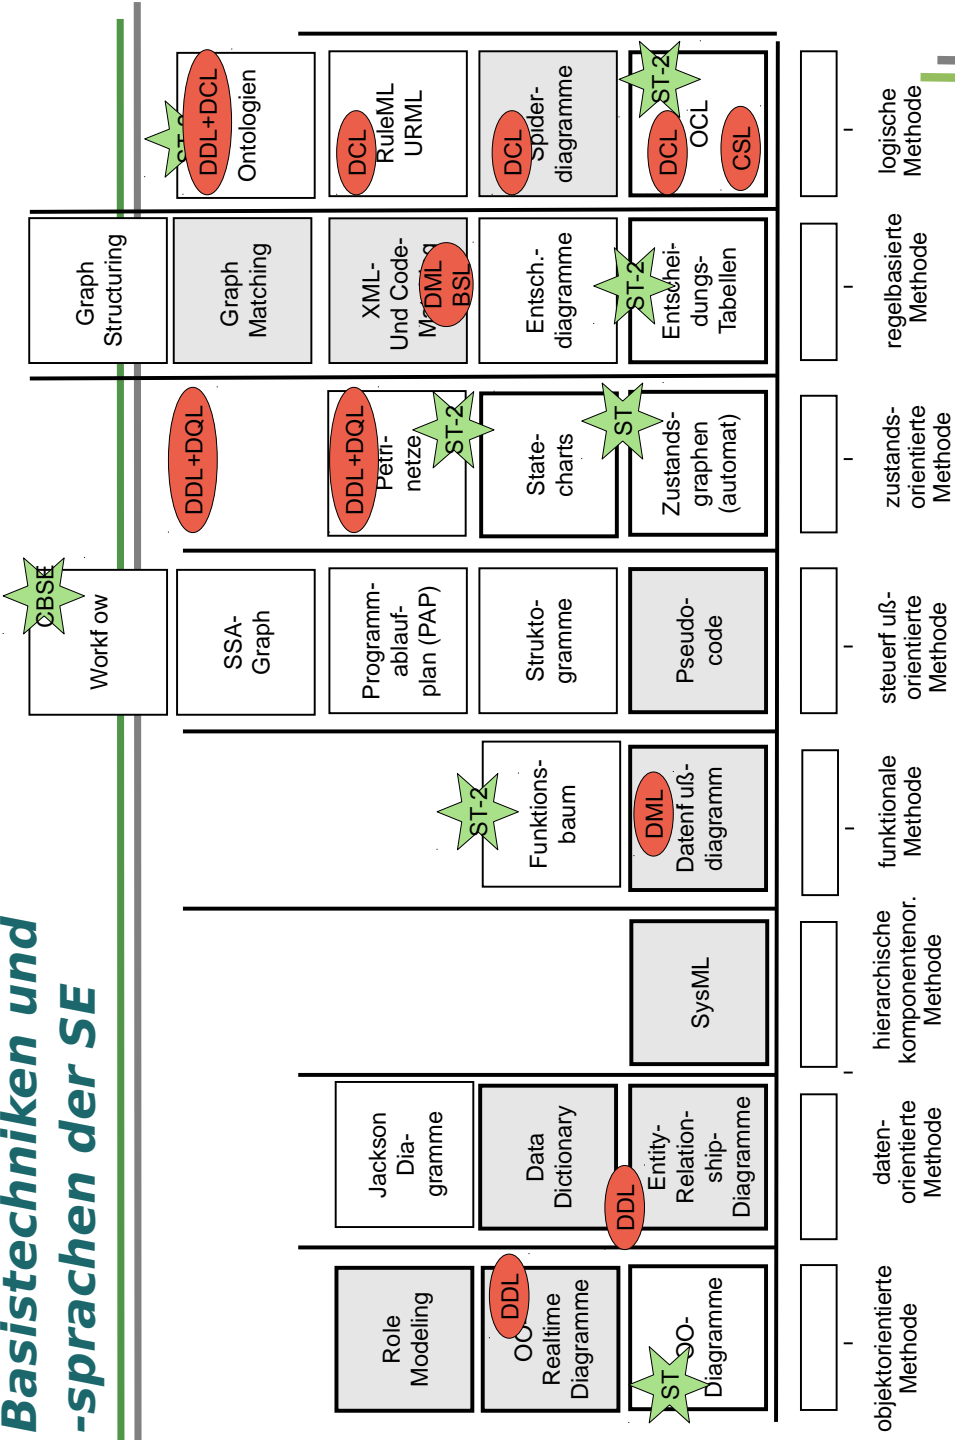 Basistechniken und
-sprachen der SE
Role
Modeling
DDL
OO-
Realtime
Diagramme
ST
OO-
Diagramme
objektorientierte
Methode
Jackson
Dia-
gramme
Data
Dictionary
DDL
Entity-
Relation-
ship-
Diagramme
daten-
orientierte
Methode
SysML
hierarchische
komponentenor.
Methode
ST-2
Funktions-
baum
DML
Datenf uß-
diagramm
funktionale
Methode
CBSE
Workf ow
SSA-
Graph
Programm-
ablauf-
plan (PAP)
Strukto-
gramme
Pseudo-
code
steuerf uß-
orientierte
Methode
DDL+DQL
DDL+DQL
Petri-
netze
ST-2
State-
charts
ST
Zustands-
graphen
(automat)
zustands-
orientierte
Methode
Graph
Structuring
Graph
Matching
XML-
Und Code-
DML
BSL
Entsch.-
diagramme
ST-2
Entschei-
dungs-
Tabellen
regelbasierte
Methode
DDL+DCL
Ontologien
DCL
RuleML
URML
DCL
Spider-
diagramme
ST-2
DCL
OCL
CSL
logische
Methode